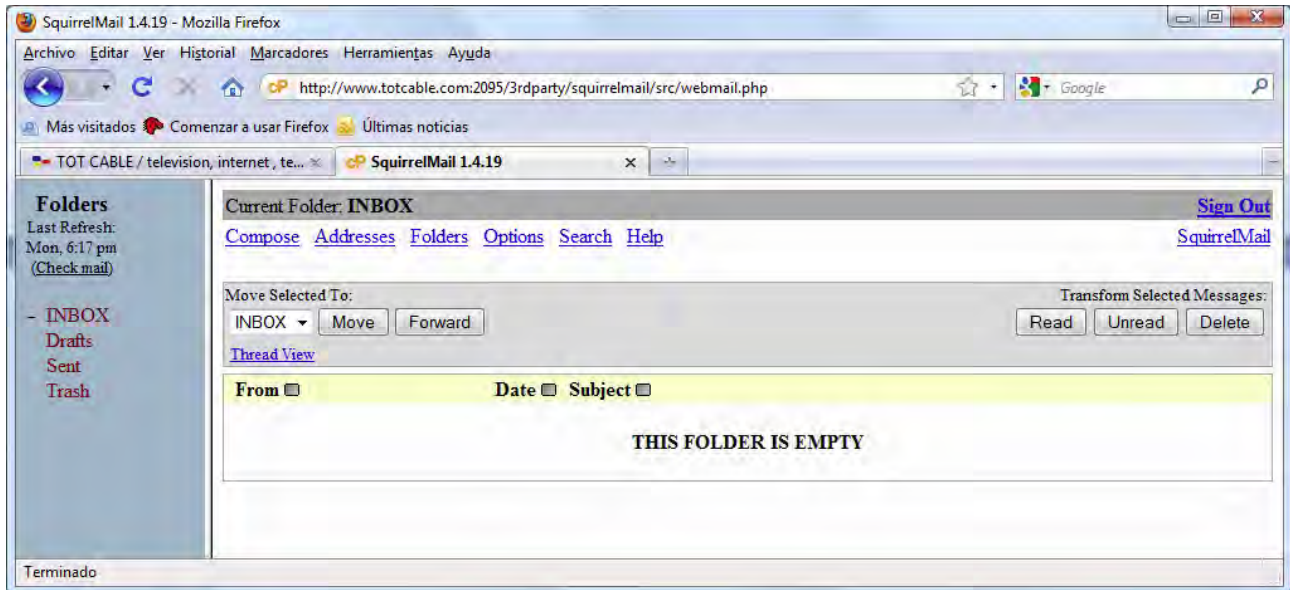 SquirrelMail 1.4.19 - Mozilla Firefox
Archivo Editar Ver Historial Marcadores Herramientas Ayuda
http://www.totcable.com:2095/3rdparty/squirrelmail/src/webmail.php
Google
Más visitados Comenzar a usar Firefox Últimas noticias
TOT CABLE / television, internet, te...
SquirrelMail 1.4.19
Folders
Last Refresh:
Mon, 6:17 pm
(Check mail)
- INBOX
Drafts
Sent
Trash
Current Folder: INBOX
Sign Out
Compose Addresses Folders Options Search Help
SquirrelMail
Move Selected To:
Transform Selected Messages:
INBOX Move Forward
Read Unread Delete
Thread View
From Date Subject
THIS FOLDER IS EMPTY
Terminado